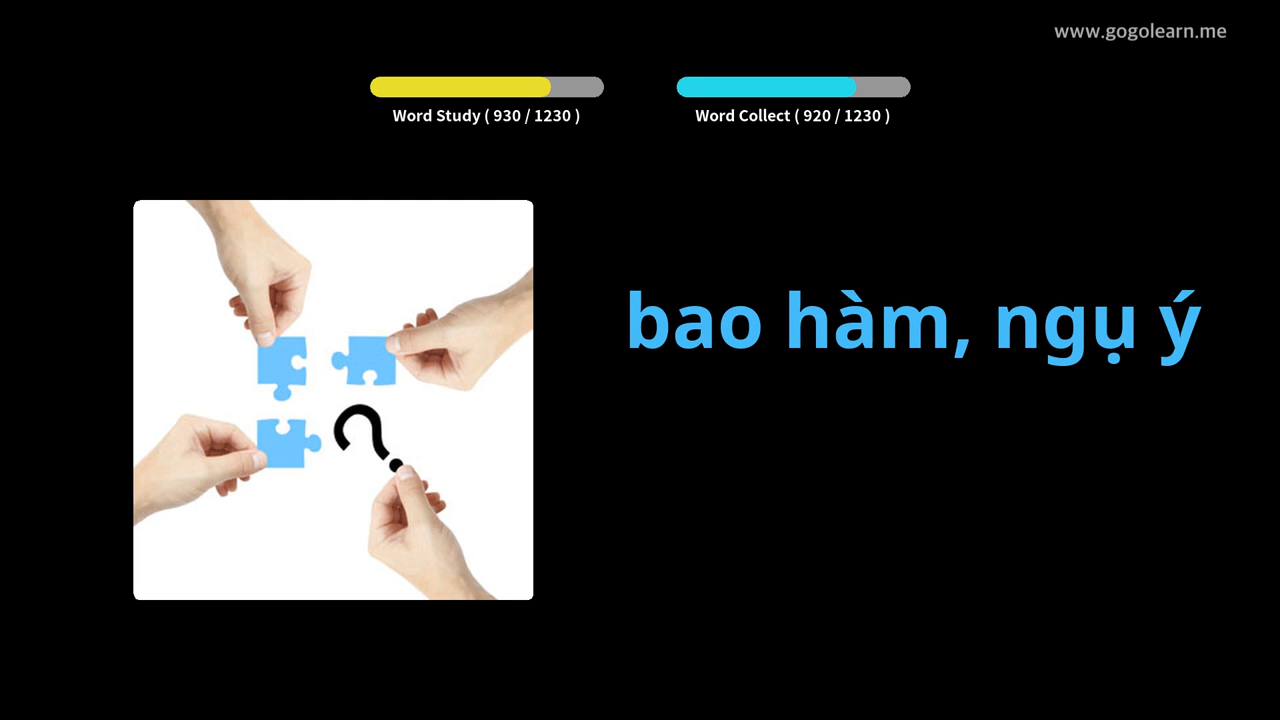 www.gogolearn.me
Word Study ( 930 / 1230 )
Word Collect ( 920 / 1230 )
bao hàm, ngụ ý
?